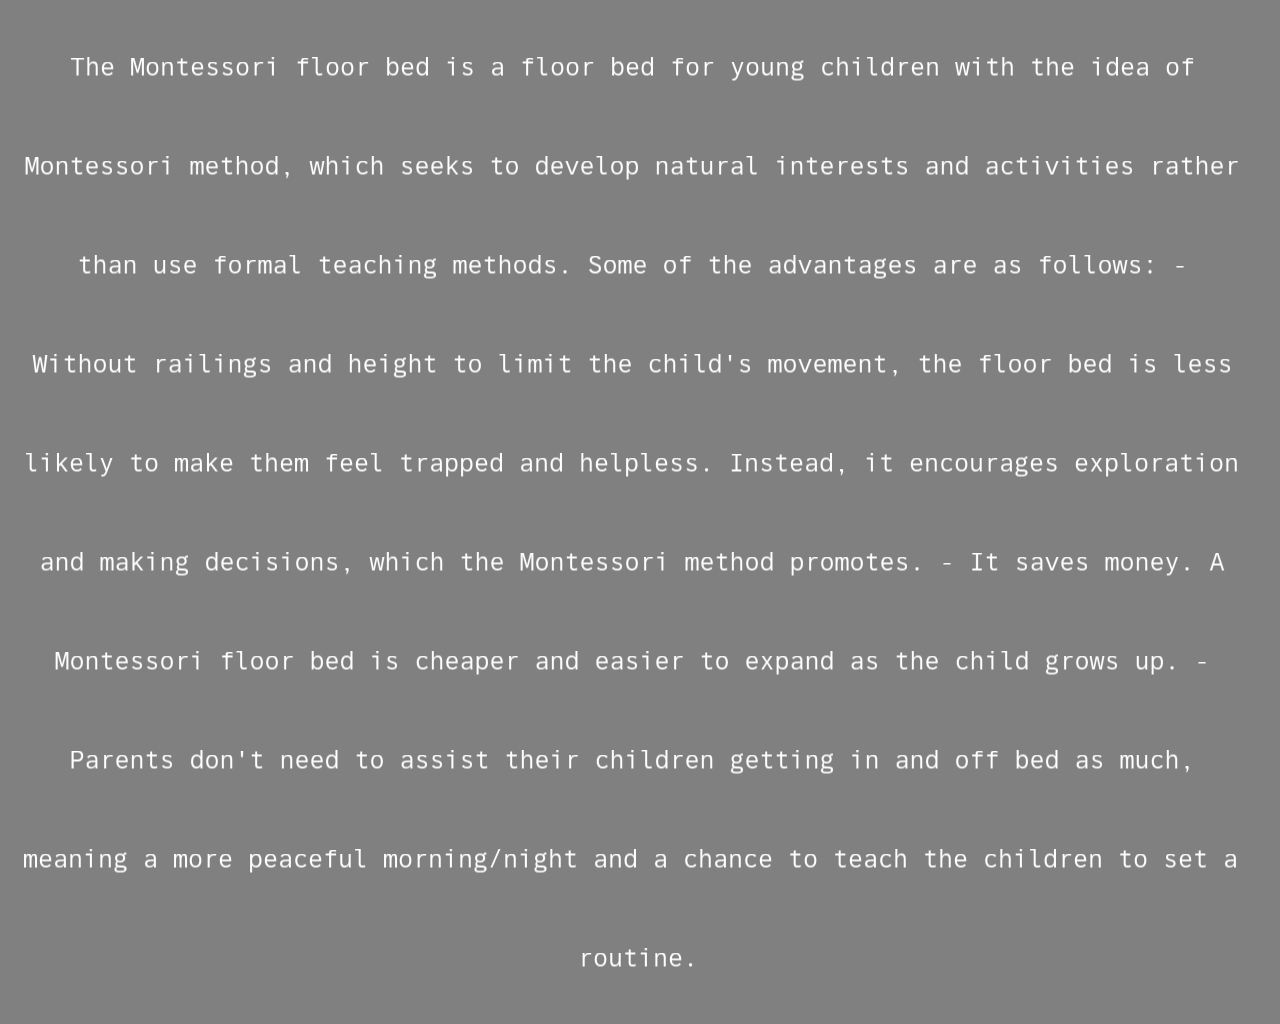 The Montessori floor bed is a floor bed for young children with the idea of
Montessori method, which seeks to develop natural interests and activities rather
than use formal teaching methods. Some of the advantages are as follows: -
Without railings and height to limit the child's movement, the floor bed is less
likely to make them feel trapped and helpless. Instead, it encourages exploration
and making decisions, which the Montessori method promotes. - It saves money. A
Montessori floor bed is cheaper and easier to expand as the child grows up. -
Parents don't need to assist their children getting in and off bed as much,
meaning a more peaceful morning/night and a chance to teach the children to set a
routine.